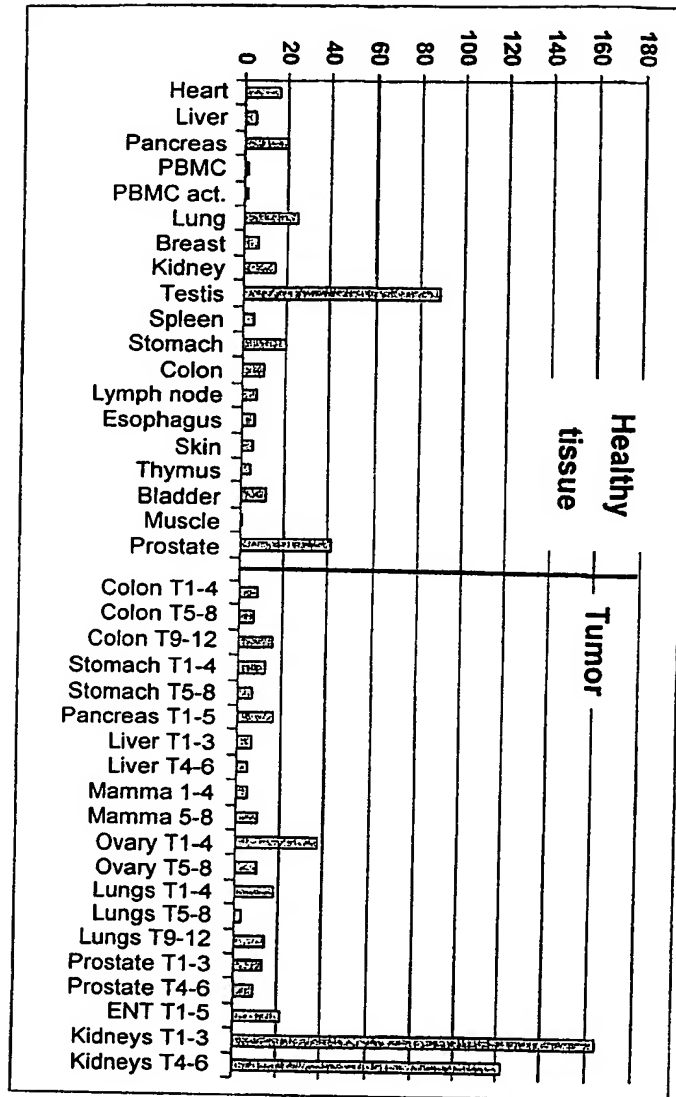 0 20 40 60 80 100 120 140 160 180
Heart
Liver
Pancreas
PBMC
PBMC act.
Lung
Breast
Kidney
Testis
Spleen
Stomach
Colon
Lymph node
Esophagus
Skin
Thymus
Bladder
Muscle
Prostate
Healthy
tissue
Colon T1-4
Colon T5-8
Colon T9-12
Stomach T1-4
Stomach T5-8
Pancreas T1-5
Liver T1-3
Liver T4-6
Mamma 1-4
Mamma 5-8
Ovary T1-4
Ovary T5-8
Lungs T1-4
Lungs T5-8
Lungs T9-12
Prostate T1-3
Prostate T4-6
ENT T1-5
Kidneys T1-3
Kidneys T4-6
Tumor